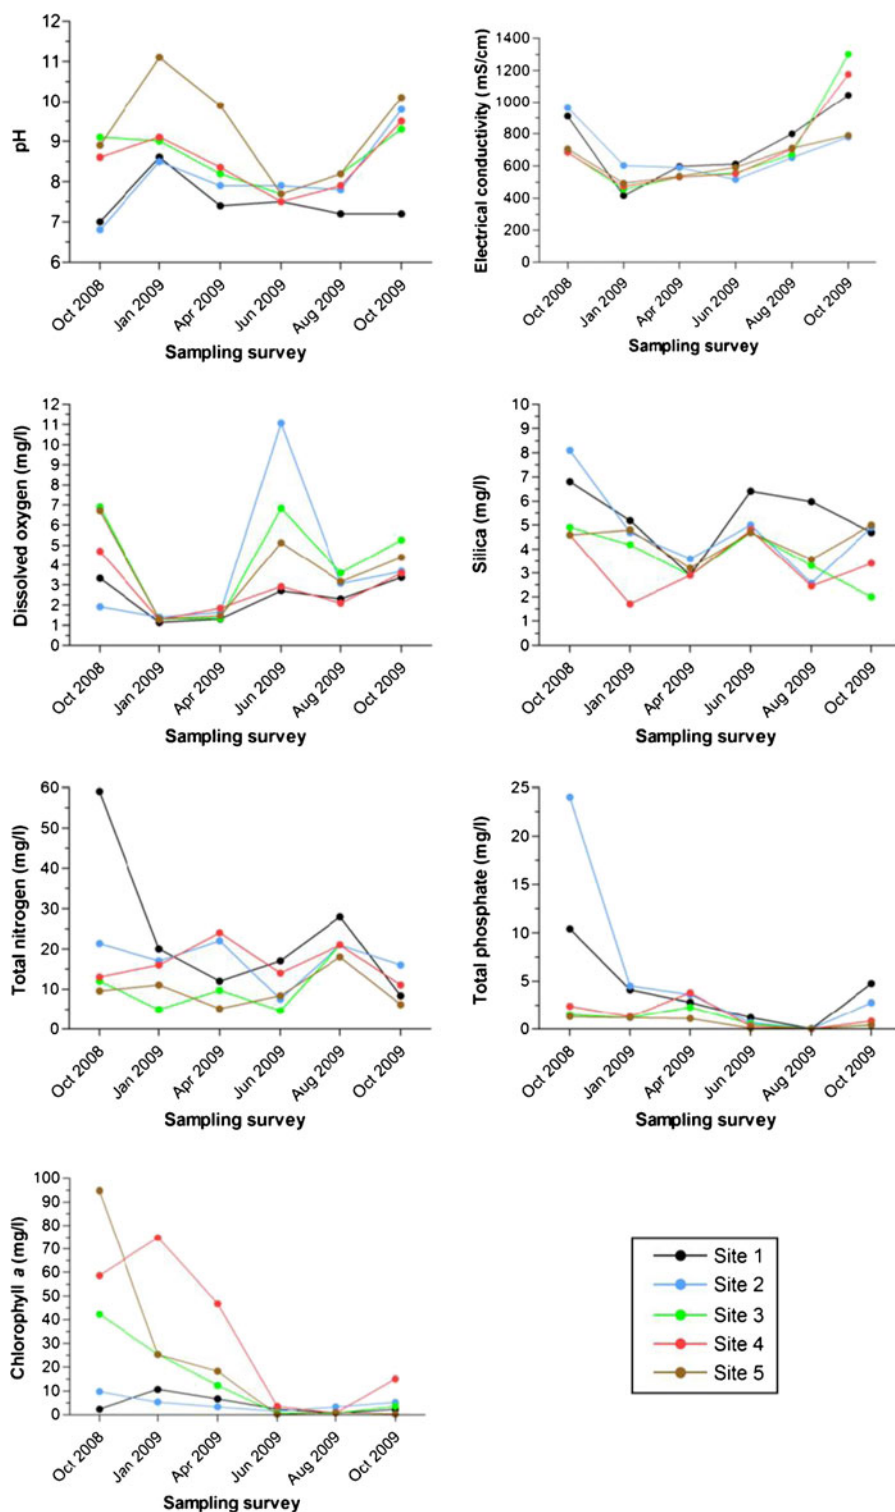 12
11
10
9
8
7
6
pH
Oct 2008
Jan 2009
Apr 2009
Jun 2009
Aug 2009
Oct 2009
Sampling survey
1400
1200
1000
800
600
400
200
0
Electrical conductivity (mS/cm)
Oct 2008
Jan 2009
Apr 2009
Jun 2009
Aug 2009
Oct 2009
Sampling survey
12
11
10
9
8
7
6
5
4
3
2
1
0
Dissolved oxygen (mg/l)
Oct 2008
Jan 2009
Apr 2009
Jun 2009
Aug 2009
Oct 2009
Sampling survey
10
9
8
7
6
5
4
3
2
1
0
Silica (mg/l)
Oct 2008
Jan 2009
Apr 2009
Jun 2009
Aug 2009
Oct 2009
Sampling survey
60
50
40
30
20
10
0
Total nitrogen (mg/l)
Oct 2008
Jan 2009
Apr 2009
Jun 2009
Aug 2009
Oct 2009
Sampling survey
25
20
15
10
5
0
Total phosphate (mg/l)
Oct 2008
Jan 2009
Apr 2009
Jun 2009
Aug 2009
Oct 2009
Sampling survey
100
90
80
70
60
50
40
30
20
10
0
Chlorophyll a (mg/l)
Oct 2008
Jan 2009
Apr 2009
Jun 2009
Aug 2009
Oct 2009
Sampling survey
Site 1
Site 2
Site 3
Site 4
Site 5